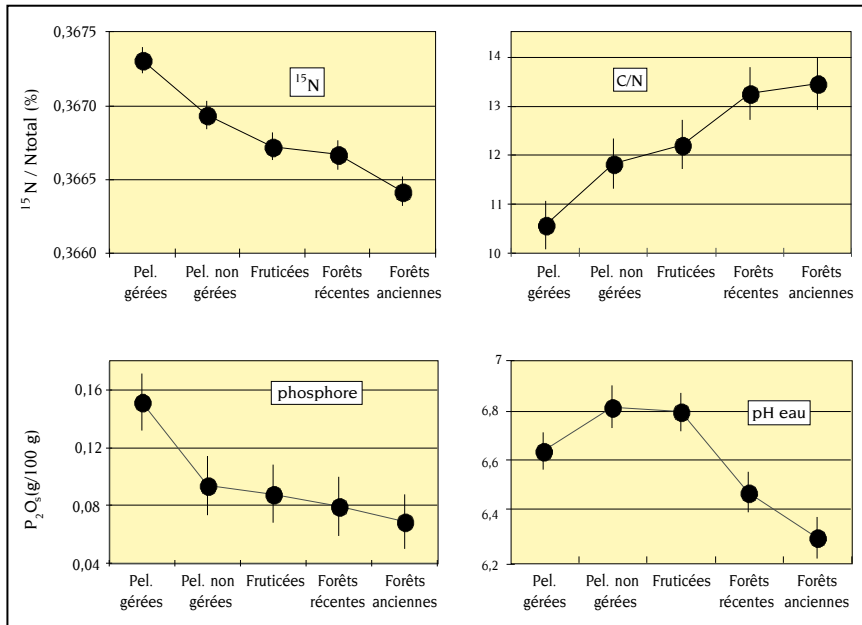 0,3675
0,3670
0,3665
0,3660
¹⁵N / Ntotal (%)
¹⁵N
Pel. gérées
Pel. non gérées
Fruticées
Forêts récentes
Forêts anciennes
14
13
12
11
10
C/N
Pel. gérées
Pel. non gérées
Fruticées
Forêts récentes
Forêts anciennes
0,16
0,12
0,08
0,04
P₂O₅(g/100 g)
phosphore
Pel. gérées
Pel. non gérées
Fruticées
Forêts récentes
Forêts anciennes
7
6,8
6,6
6,4
6,2
pH eau
Pel. gérées
Pel. non gérées
Fruticées
Forêts récentes
Forêts anciennes